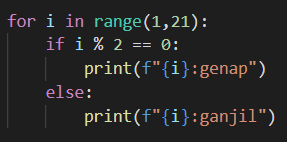 for i in range(1,21):
    if i % 2 == 0:
        print(f"{i}:genap")
    else:
        print(f"{i}:ganjil")